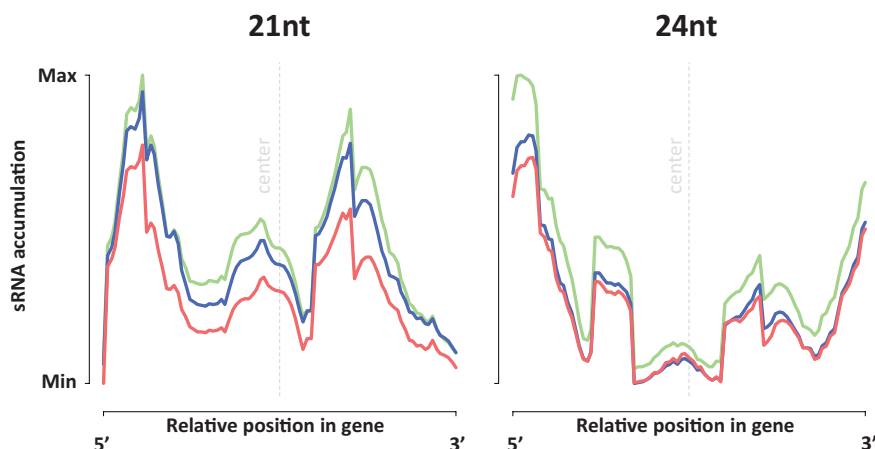 21nt
24nt
Max
Min
sRNA accumulation
center
center
Relative position in gene
Relative position in gene
5’
3’
5’
3’